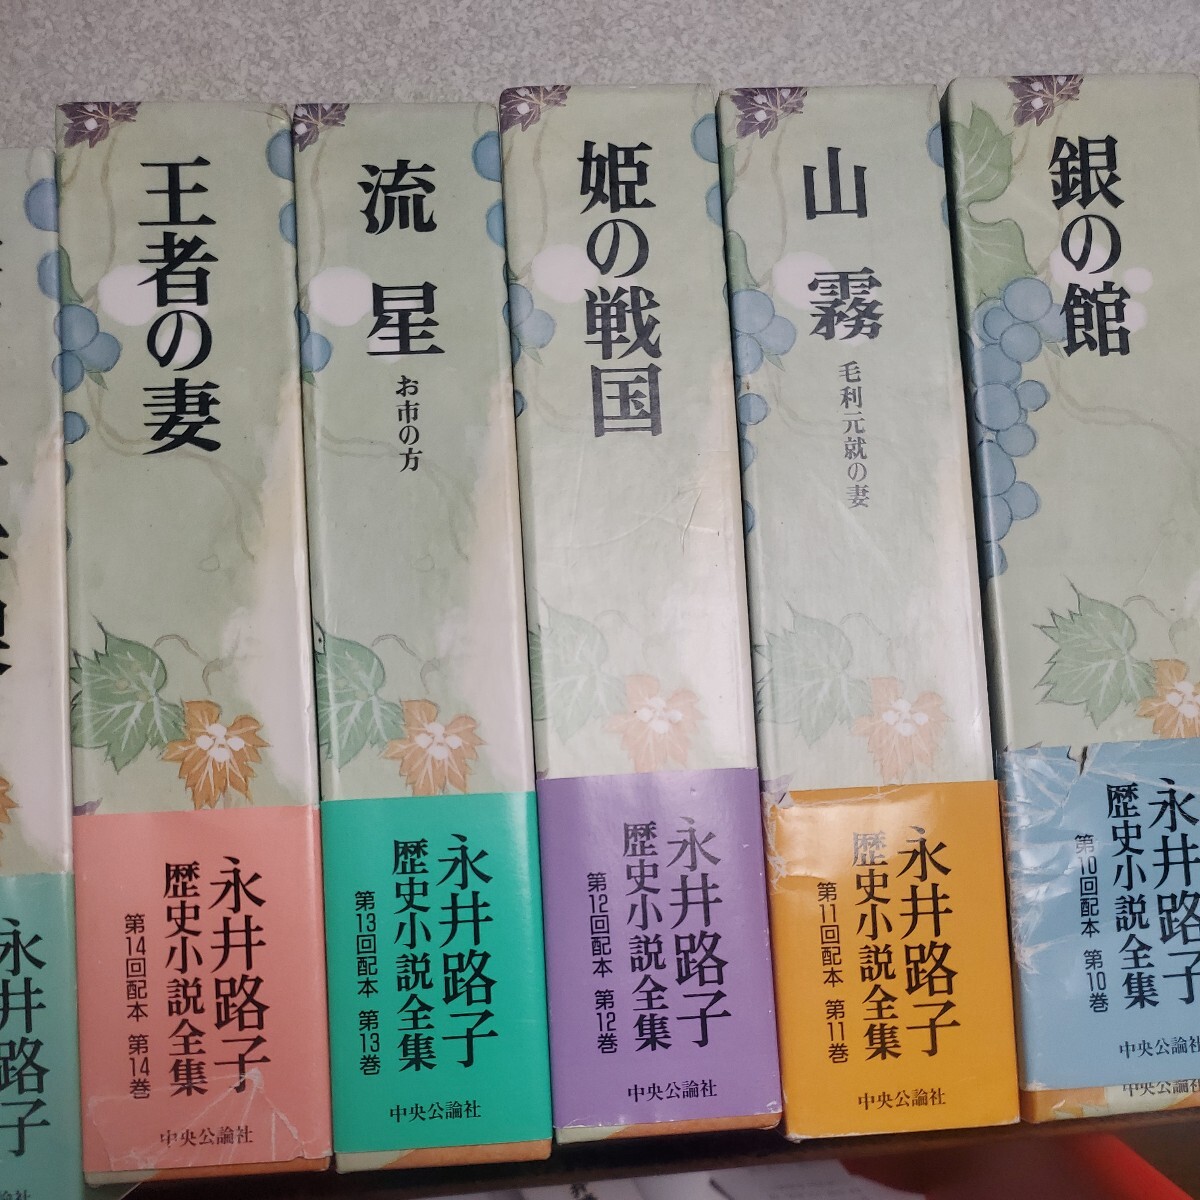 銀の館
永井路子
歴史小説全集
第10回配本 第10巻
中央公論社
中央公論社
山霧
毛利元就の妻
永井路子
歴史小説全集
第11回配本 第11巻
中央公論社
姫の戦国
永井路子
歴史小説全集
第12回配本 第12巻
中央公論社
流星
お市の方
永井路子
歴史小説全集
第13回配本 第13巻
中央公論社
王者の妻
永井路子
歴史小説全集
第14回配本 第14巻
中央公論社
永井路子